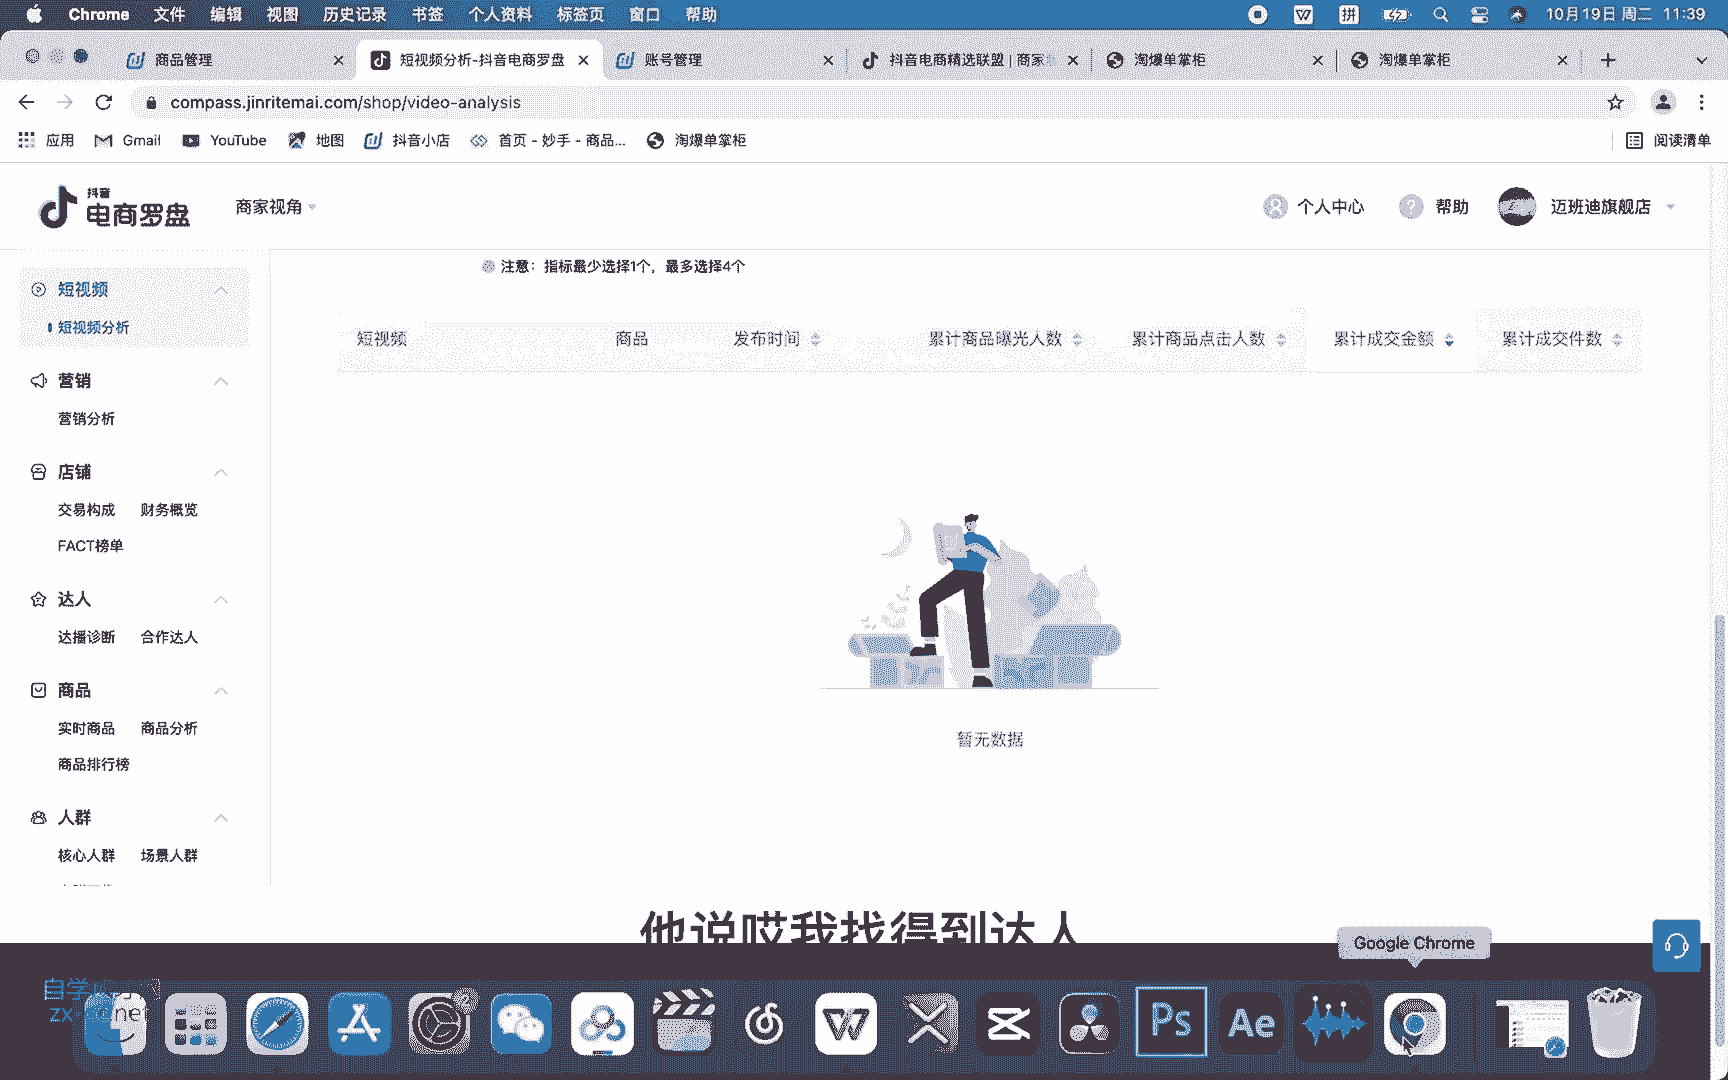 Chrome 文件 编辑 视图 历史记录 书签 个人资料 标签页 窗口 帮助 拼 10月19日 周二 11:39
商品管理 短视频分析-抖音电商罗盘 账号管理 抖音电商精选联盟 | 商家 淘爆单掌柜 淘爆单掌柜
compass.jinritemai.com/shop/video-analysis
应用 Gmail YouTube 地图 抖音小店 首页 - 妙手 - 商品... 淘爆单掌柜 阅读清单
抖音
电商罗盘
商家视角
个人中心 帮助 迈班迪旗舰店
注意：指标最少选择1个，最多选择4个
短视频
短视频分析
营销
营销分析
店铺
交易构成 财务概览
FACT榜单
达人
达播诊断 合作达人
商品
实时商品 商品分析
商品排行榜
人群
核心人群 场景人群
短视频 商品 发布时间 累计商品曝光人数 累计商品点击人数 累计成交金额 累计成交件数
暂无数据
他说哎我找得到达人
Google Chrome
2
Ps
Ae